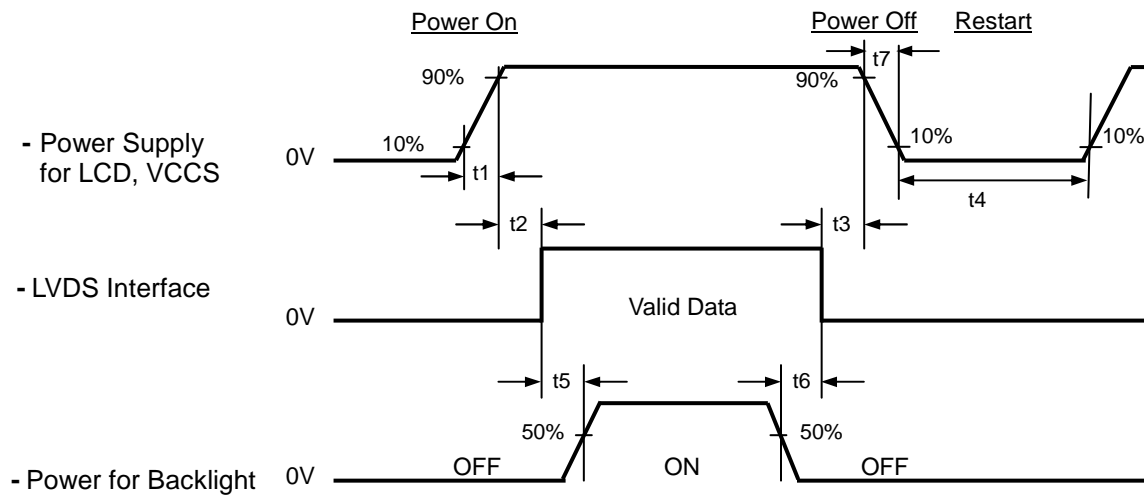 Power On
Power Off
Restart
t7
90%
90%
- Power Supply
for LCD, VCCS
0V
10%
10%
10%
t1
t4
t2
t3
- LVDS Interface
0V
Valid Data
t5
t6
50%
50%
- Power for Backlight
0V
OFF
ON
OFF